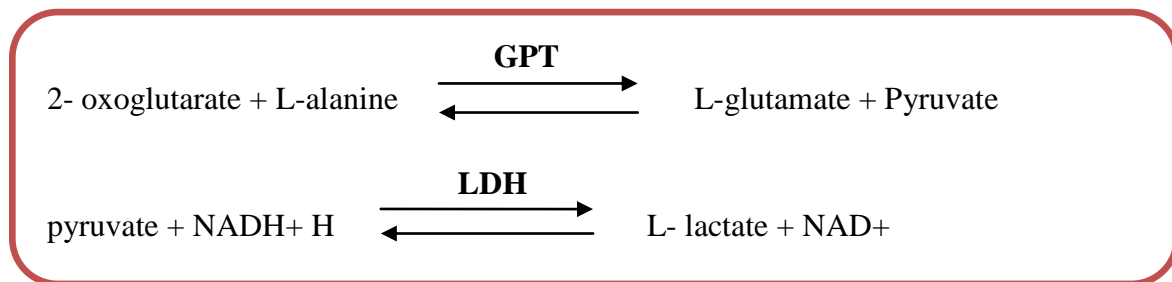 GPT
2- oxoglutarate + L-alanine L-glutamate + Pyruvate
LDH
pyruvate + NADH+ H L- lactate + NAD+